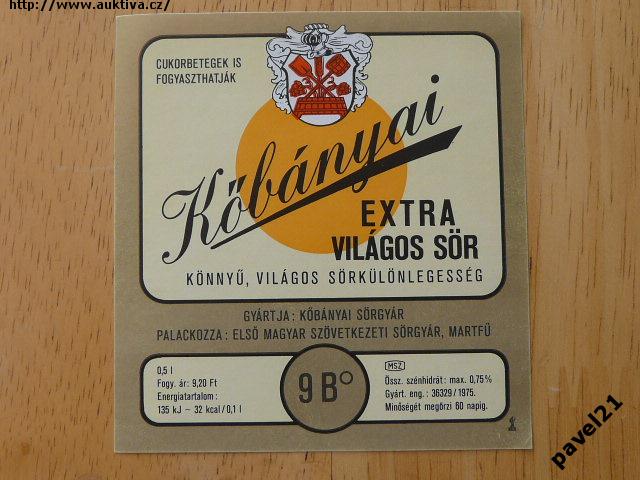 http://www.auktiva.cz/
CUKORBETEGEK IS
FOGYASZTHATJÁK
Kőbányai
EXTRA
VILÁGOS SÖR
KÖNNYŰ, VILÁGOS SÖRKÜLÖNLEGESSÉG
GYÁRTJA: KŐBÁNYAI SÖRGYÁR
PALACKOZZA: ELSŐ MAGYAR SZÖVETKEZETI SÖRGYÁR, MARTFŰ
0,5 l
Fogy. ár: 9,20 Ft
Energiatartalom:
135 kJ – 32 kcal/0,1 l
9 B°
MSZ
Össz. szénhidrát: max. 0,75%
Gyárt. eng.: 36329/1975.
Minőségét megőrzi 60 napig.
pavel21